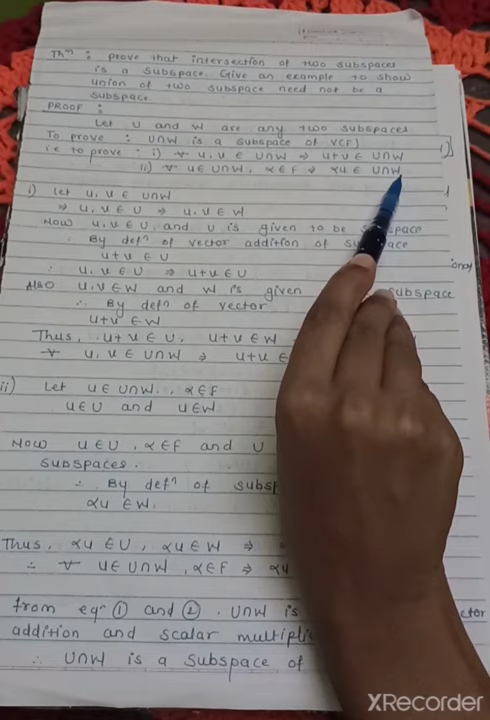 Thm : prove that intersection of two subspaces
is a subspace. Give an example to show
union of two subspace need not be a
subspace
PROOF :
Let U and W are any two subspaces
To prove : U∩W is a subspace of V(F)
i.e to prove : i) ∀ u, v ∈ U∩W ⇒ u+v ∈ U∩W
ii) ∀ u ∈ U∩W, α∈F ⇒ αu ∈ U∩W
i) Let u, v ∈ U∩W
⇒ u, v ∈ U ⇒ u, v ∈ W
Now u, v ∈ U, and U is given to be
∴ By defn of vector addition of
u+v ∈ U
∴ u, v ∈ U ⇒ u+v ∈ U
Also u, v ∈ W and W is given subspace
∴ By defn of vector
u+v ∈ W
Thus, u+v ∈ U, u+v ∈ W
∀ u, v ∈ U∩W ⇒ u+v ∈
ii) Let u ∈ U∩W, α∈F
u∈U and u∈W
Now u∈U, α∈F and U
subspaces.
∴ By defn of
αu ∈ W.
Thus, αu ∈ U, αu ∈ W ⇒
∴ ∀ u∈ U∩W, α∈F ⇒ αu
from eqn ① and ②. U∩W is
addition and scalar
∴ U∩W is a subspace of
XRecorder